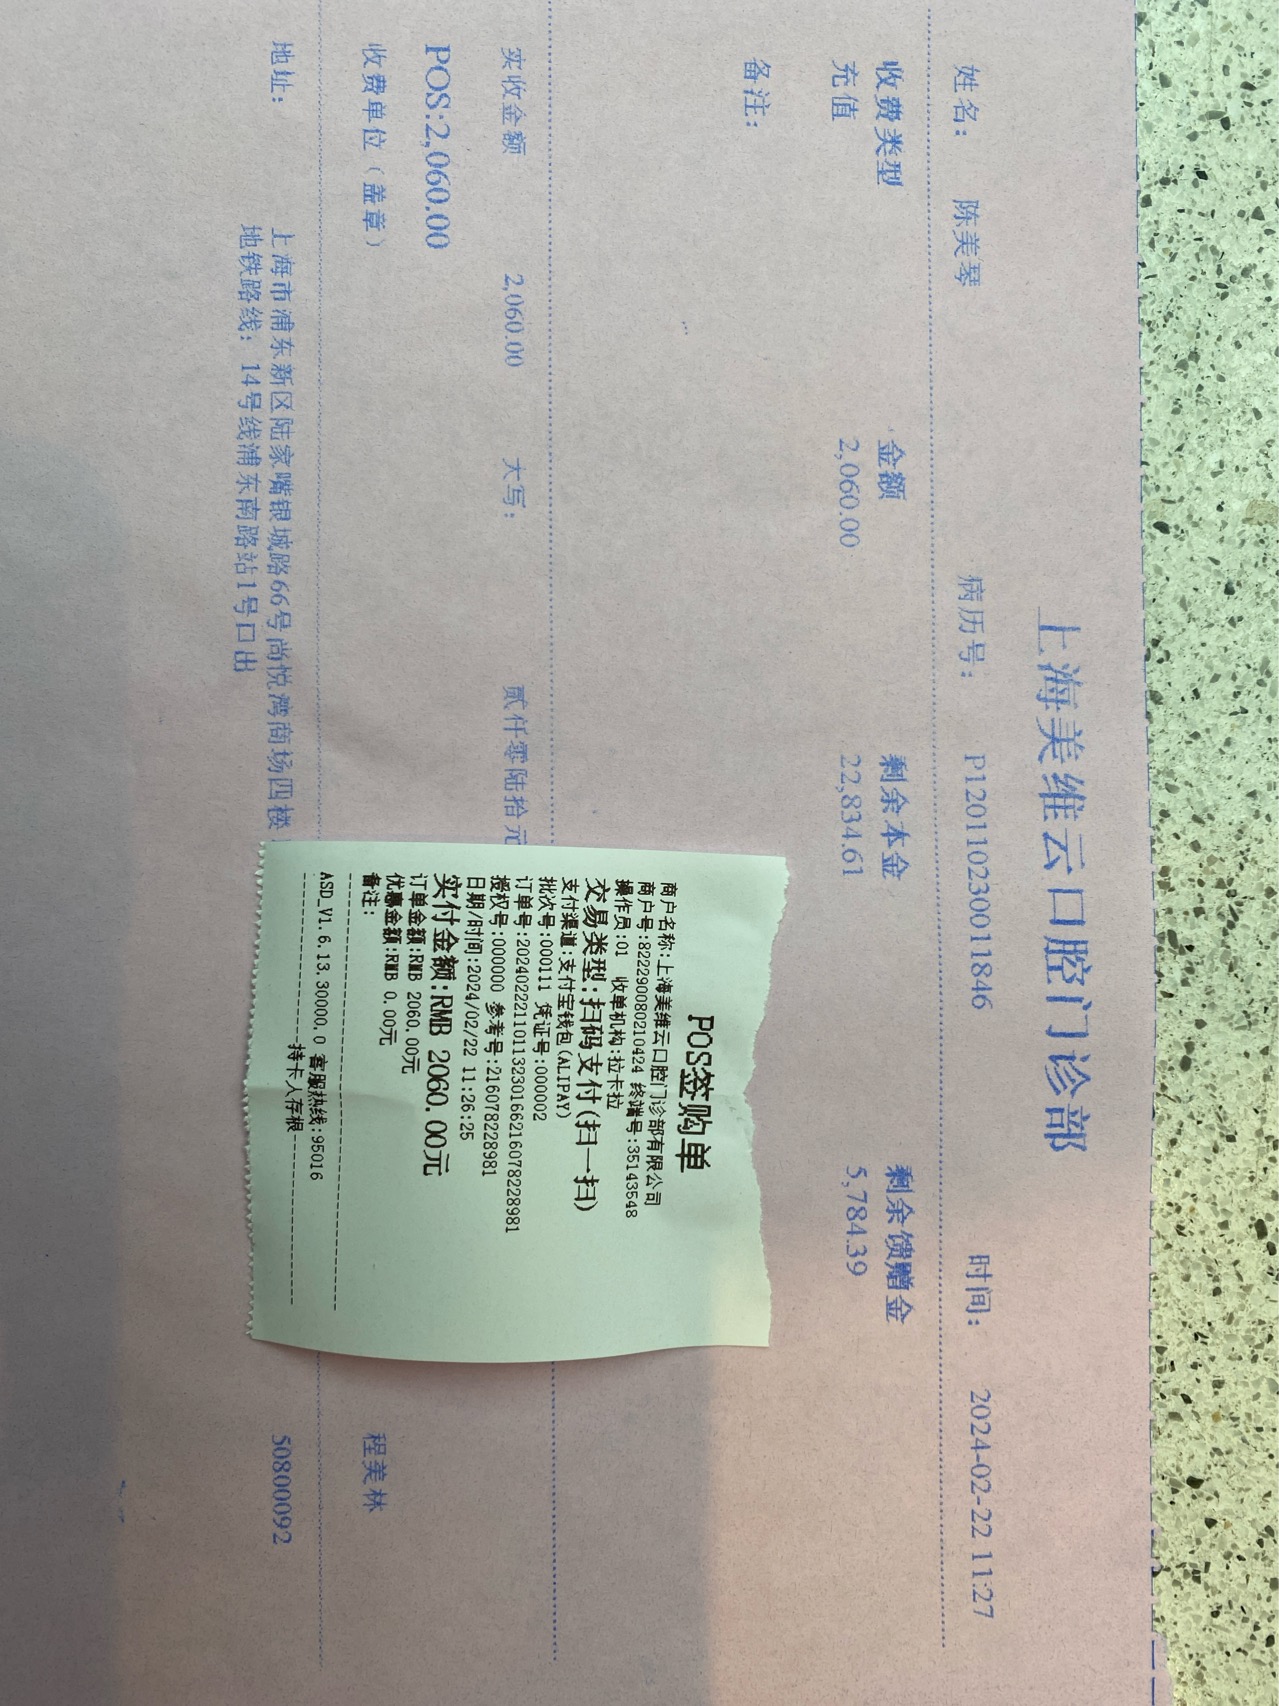 上海美维云口腔门诊部
姓名： 陈美琴 病历号： P120110230011846 时间： 2024-02-22 11:27
收费类型 金额 剩余本金 剩余馈赠金
充值 2,060.00 22,834.61 5,784.39
备注：
实收金额 2,060.00 大写： 贰仟零陆拾元
POS:2,060.00
收费单位（盖章） 程美林
地址： 上海市浦东新区陆家嘴银城路66号尚悦湾商场四楼 50800092
地铁路线：14号线浦东南路站1号口出
POS签购单
商户名称:上海美维云口腔门诊部有限公司
商户号:822290080210424 终端号:35143548
操作员:01 收单机构:拉卡拉
交易类型:扫码支付(扫一扫)
支付渠道:支付宝钱包(ALIPAY)
批次号:000111 凭证号:000002
订单号:20240222110113230166216078228981
授权号:000000 参考号:216078228981
日期/时间:2024/02/22 11:26:25
实付金额:RMB 2060.00元
订单金额:RMB 2060.00元
优惠金额:RMB 0.00元
备注:
ASD_V1.6.13.30000.0 客服热线:95016
持卡人存根